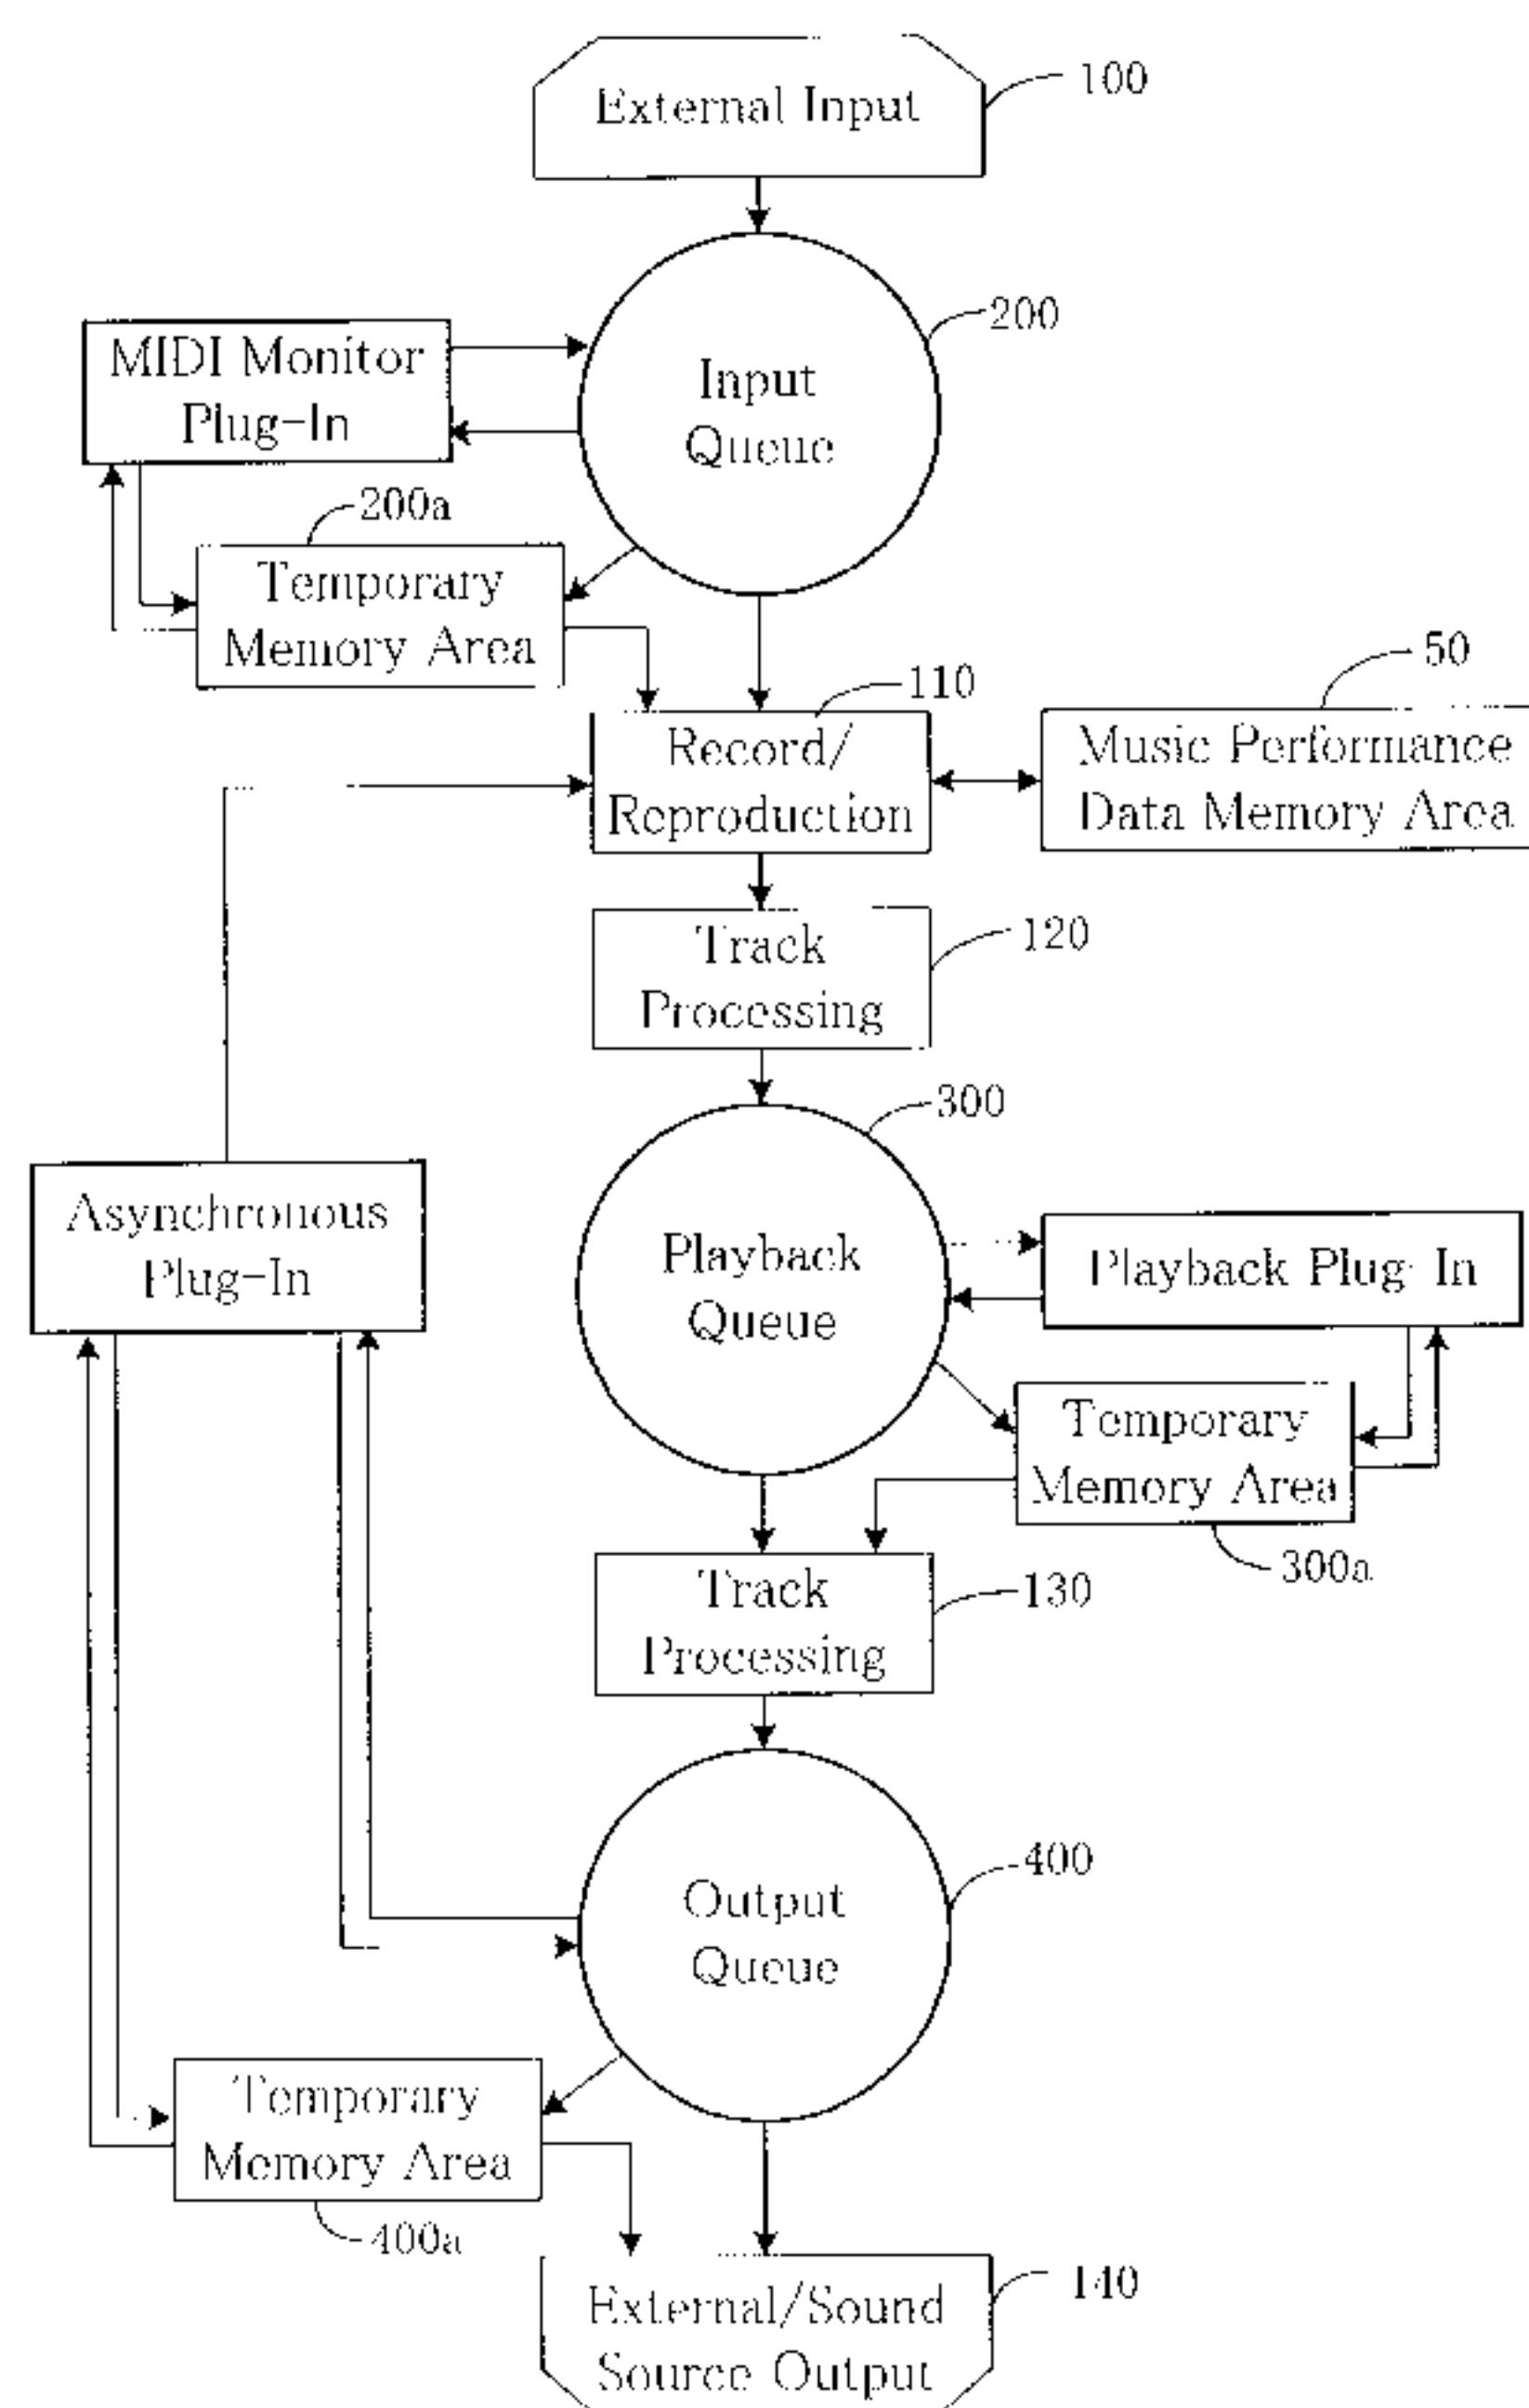 External Input
100
200
MIDI Monitor
Plug-In
Input
Queue
200a
Temporary
Memory Area
50
110
Record/
Reproduction
Music Performance
Data Memory Area
120
Track
Processing
300
Asynchronous
Plug-In
Playback
Queue
Playback Plug In
Temporary
Memory Area
300a
Track
Processing
130
400
Output
Queue
Temporary
Memory Area
400a
140
External/Sound
Source Output